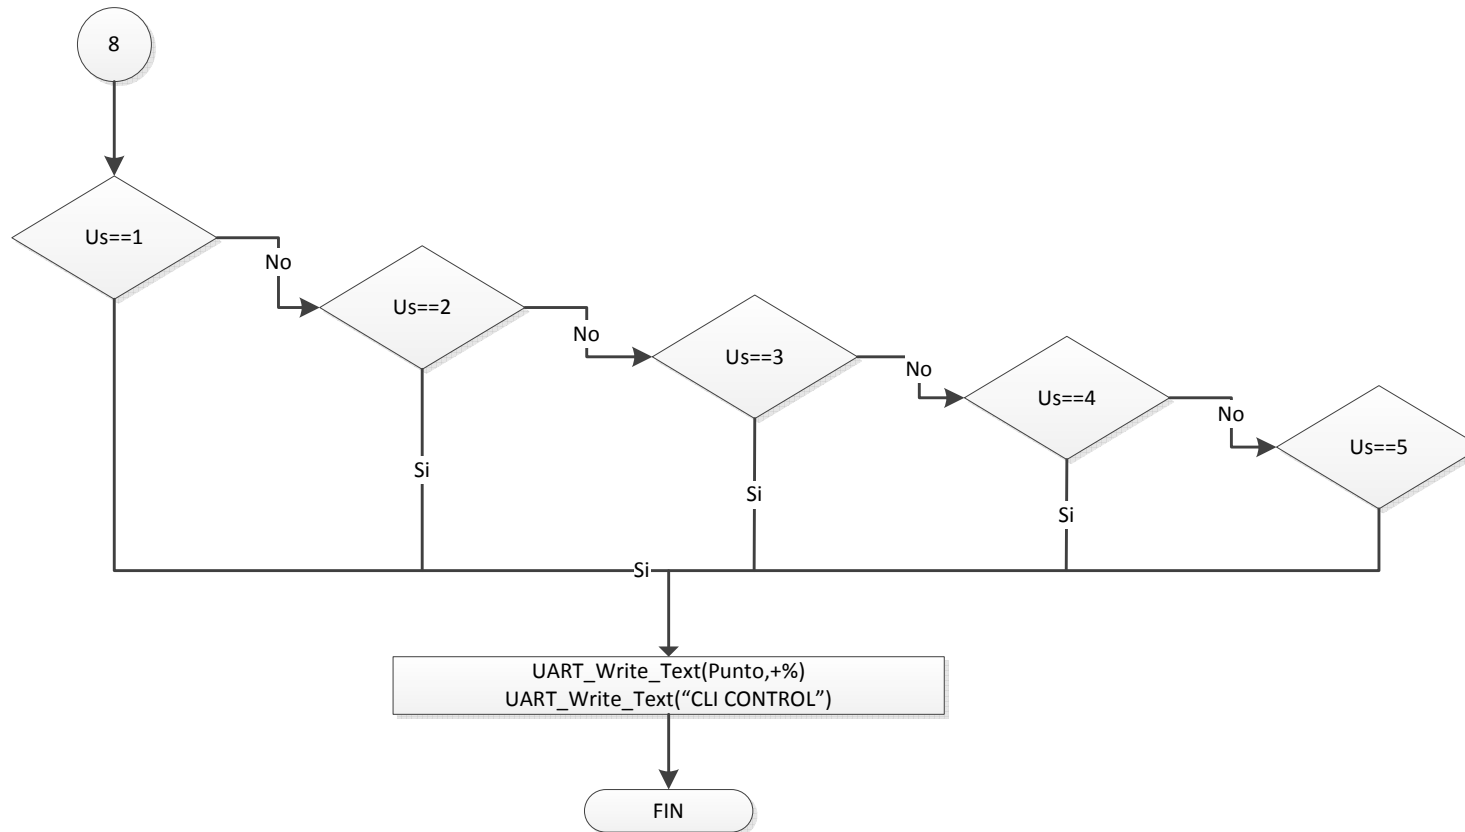 8
Us==1
No
Us==2
No
Us==3
No
Us==4
No
Us==5
Si
Si
Si
Si
UART_Write_Text(Punto,+%)
UART_Write_Text(“CLI CONTROL”)
FIN